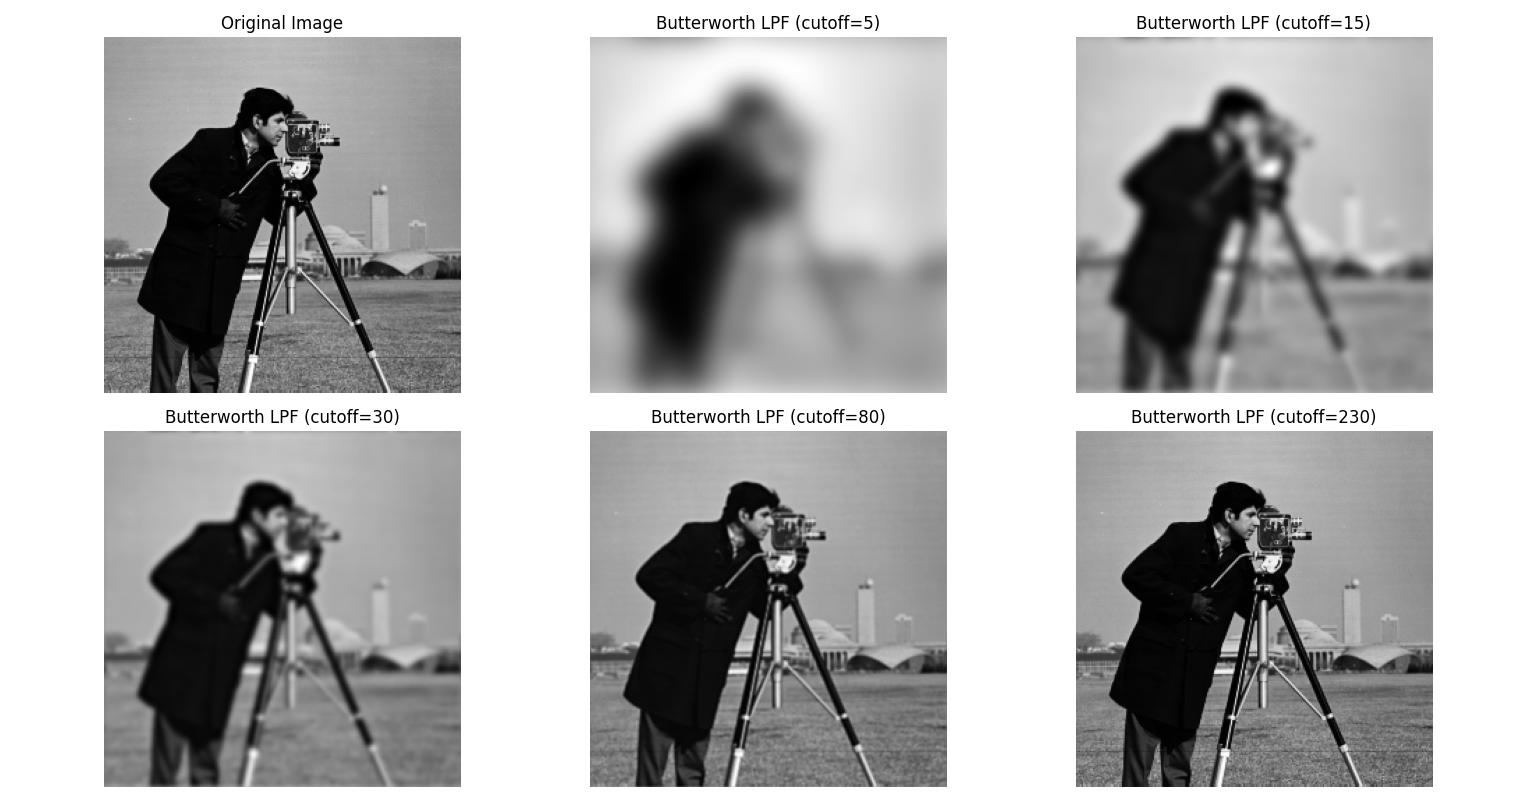 Original Image
Butterworth LPF (cutoff=5)
Butterworth LPF (cutoff=15)
Butterworth LPF (cutoff=30)
Butterworth LPF (cutoff=80)
Butterworth LPF (cutoff=230)